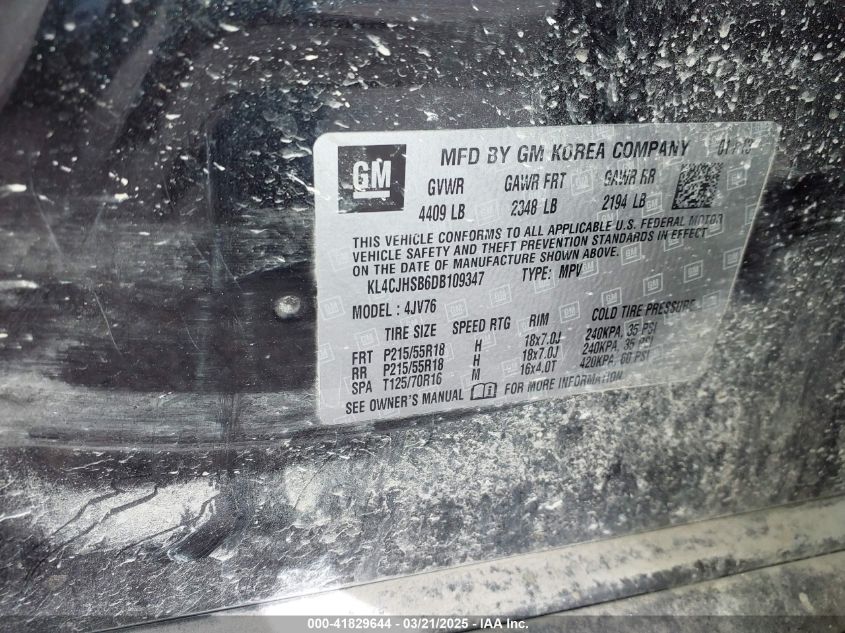 GM
MFD BY GM KOREA COMPANY
GVWR GAWR FRT GAWR RR
4409 LB 2348 LB 2194 LB
THIS VEHICLE CONFORMS TO ALL APPLICABLE U.S. FEDERAL MOTOR
VEHICLE SAFETY AND THEFT PREVENTION STANDARDS IN EFFECT
ON THE DATE OF MANUFACTURE SHOWN ABOVE.
KL4CJHSB6DB109347 TYPE: MPV
MODEL : 4JV76
TIRE SIZE SPEED RTG RIM COLD TIRE PRESSURE
FRT P215/55R18 H 18x7.0J 240KPA, 35 PSI
RR P215/55R18 H 18x7.0J 240KPA, 35 PSI
SPA T125/70R16 M 16x4.0T 420KPA, 60 PSI
SEE OWNER'S MANUAL FOR MORE INFORMATION
000-41829644 / 03/21/2025 - IAA Inc.